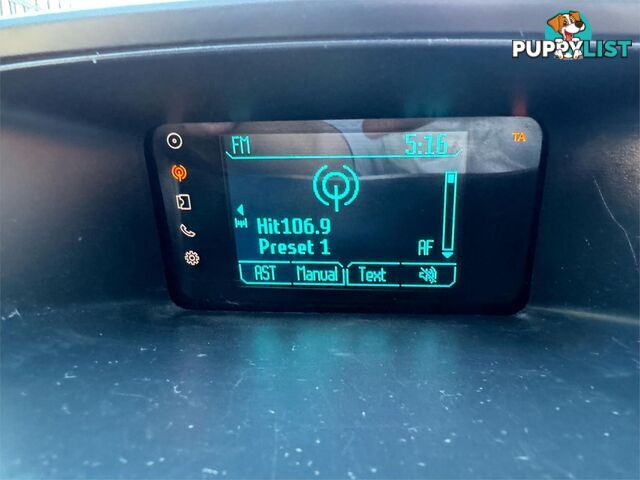 PUPPYLIST
FM 5:16 TA
Hit106.9
Preset 1 AF
AST Manual Text